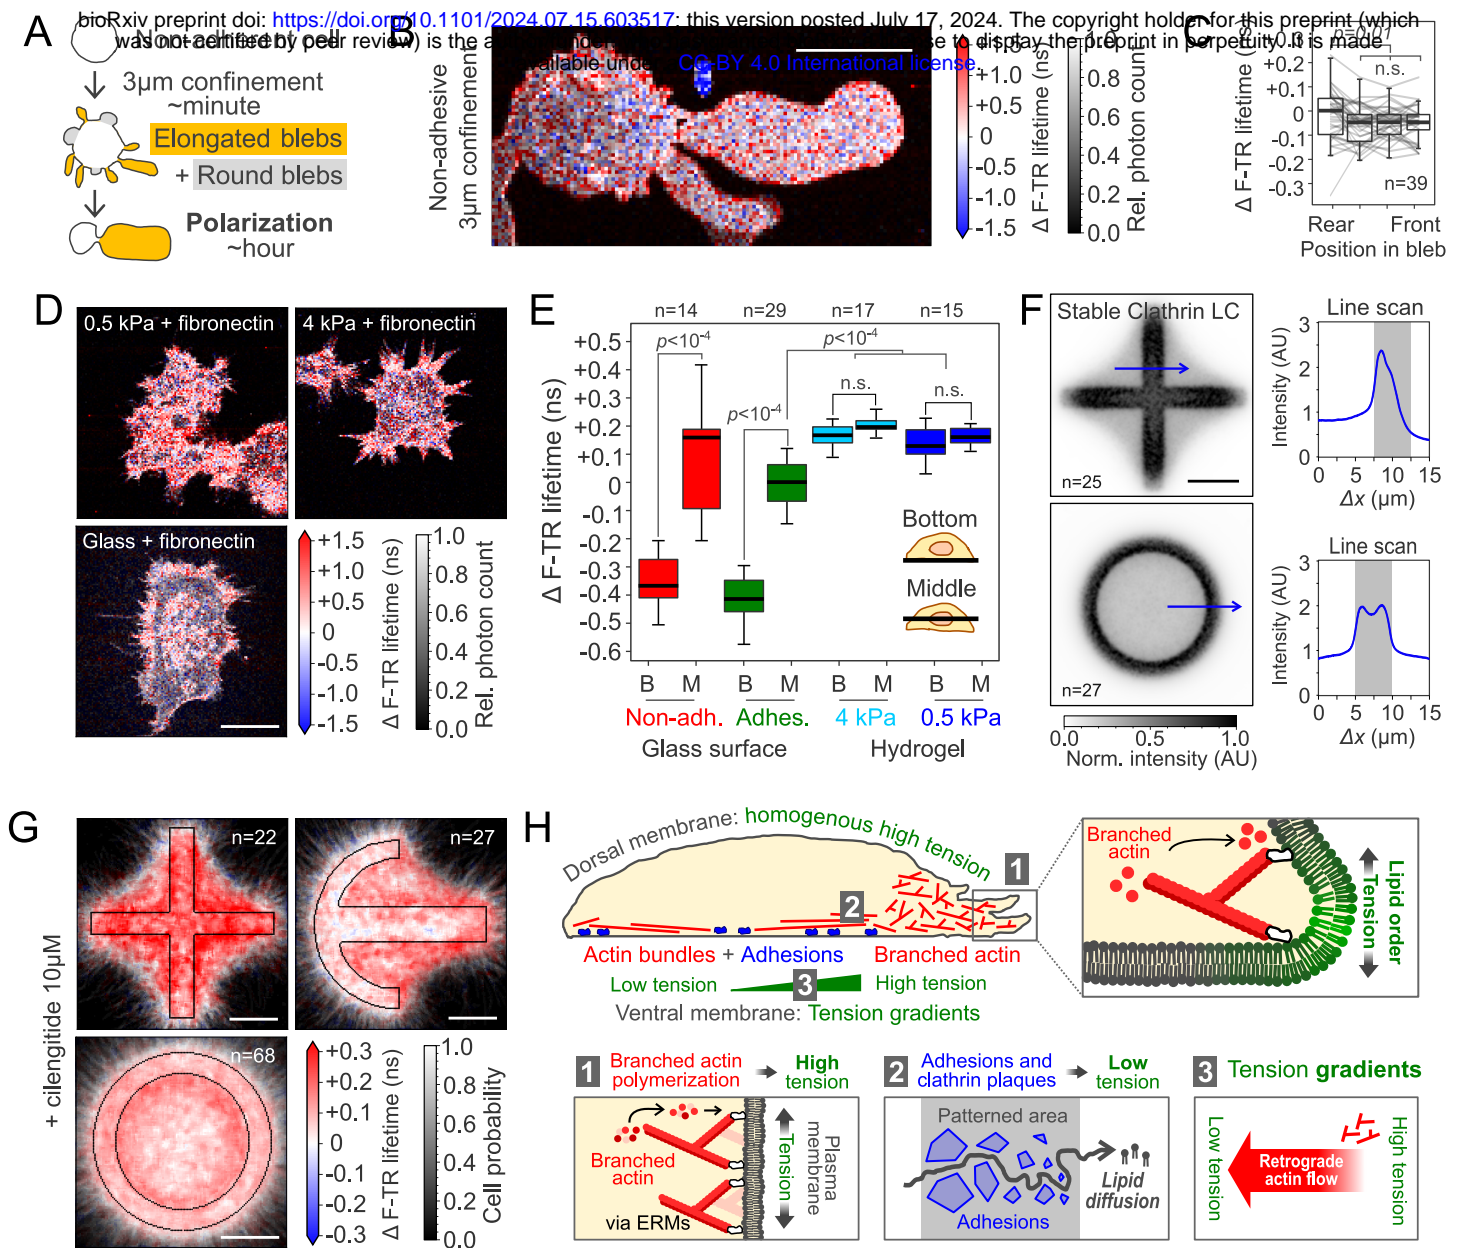 bioRxiv preprint doi: https://doi.org/10.1101/2024.07.15.603517; this version posted July 17, 2024. The copyright holder for this preprint (which
was not certified by peer review) is the a
display the preprint in perpetuity. It is made
available unde
CC-BY 4.0 International license.
A
Non-adherent cell
3µm confinement
~minute
Elongated blebs
+ Round blebs
Polarization
~hour
B
Non-adhesive
3µm confinement
+1.5
+1.0
+0.5
0
-0.5
-1.0
-1.5
Δ F-TR lifetime (ns)
1.0
0.8
0.6
0.4
0.2
0.0
Rel. photon count
C
Δ F-TR lifetime (ns)
+0.3
+0.2
+0.1
0
-0.1
-0.2
-0.3
p=0.01
n.s.
n=39
Rear Front
Position in bleb
D
0.5 kPa + fibronectin
4 kPa + fibronectin
Glass + fibronectin
+1.5
+1.0
+0.5
0
-0.5
-1.0
-1.5
Δ F-TR lifetime (ns)
1.0
0.8
0.6
0.4
0.2
0.0
Rel. photon count
E
n=14 n=29 n=17 n=15
Δ F-TR lifetime (ns)
+0.5
+0.4
+0.3
+0.2
+0.1
0
-0.1
-0.2
-0.3
-0.4
-0.5
-0.6
p<10-4
p<10-4
p<10-4
n.s.
n.s.
Bottom
Middle
B M B M B M B M
Non-adh. Adhes. 4 kPa 0.5 kPa
Glass surface Hydrogel
F
Stable Clathrin LC
n=25
n=27
0.0 0.5 1.0
Norm. intensity (AU)
Line scan
Intensity (AU)
3
2
1
0
0 5 10 15
Δx (µm)
Line scan
Intensity (AU)
3
2
1
0
0 5 10 15
Δx (µm)
G
+ cilengitide 10µM
n=22
n=27
n=68
+0.3
+0.2
+0.1
0
-0.1
-0.2
-0.3
Δ F-TR lifetime (ns)
1.0
0.8
0.6
0.4
0.2
0.0
Cell probability
H
Dorsal membrane: homogenous high tension
1
2
Actin bundles + Adhesions Branched actin
Low tension 3 High tension
Ventral membrane: Tension gradients
Branched
actin
Lipid order
Tension
1 Branched actin
polymerization
High
tension
Branched
actin
via ERMs
Tension
Plasma
membrane
2 Adhesions and
clathrin plaques
Low
tension
Patterned area
Lipid
diffusion
Adhesions
3 Tension gradients
Low tension
Retrograde
actin flow
High tension